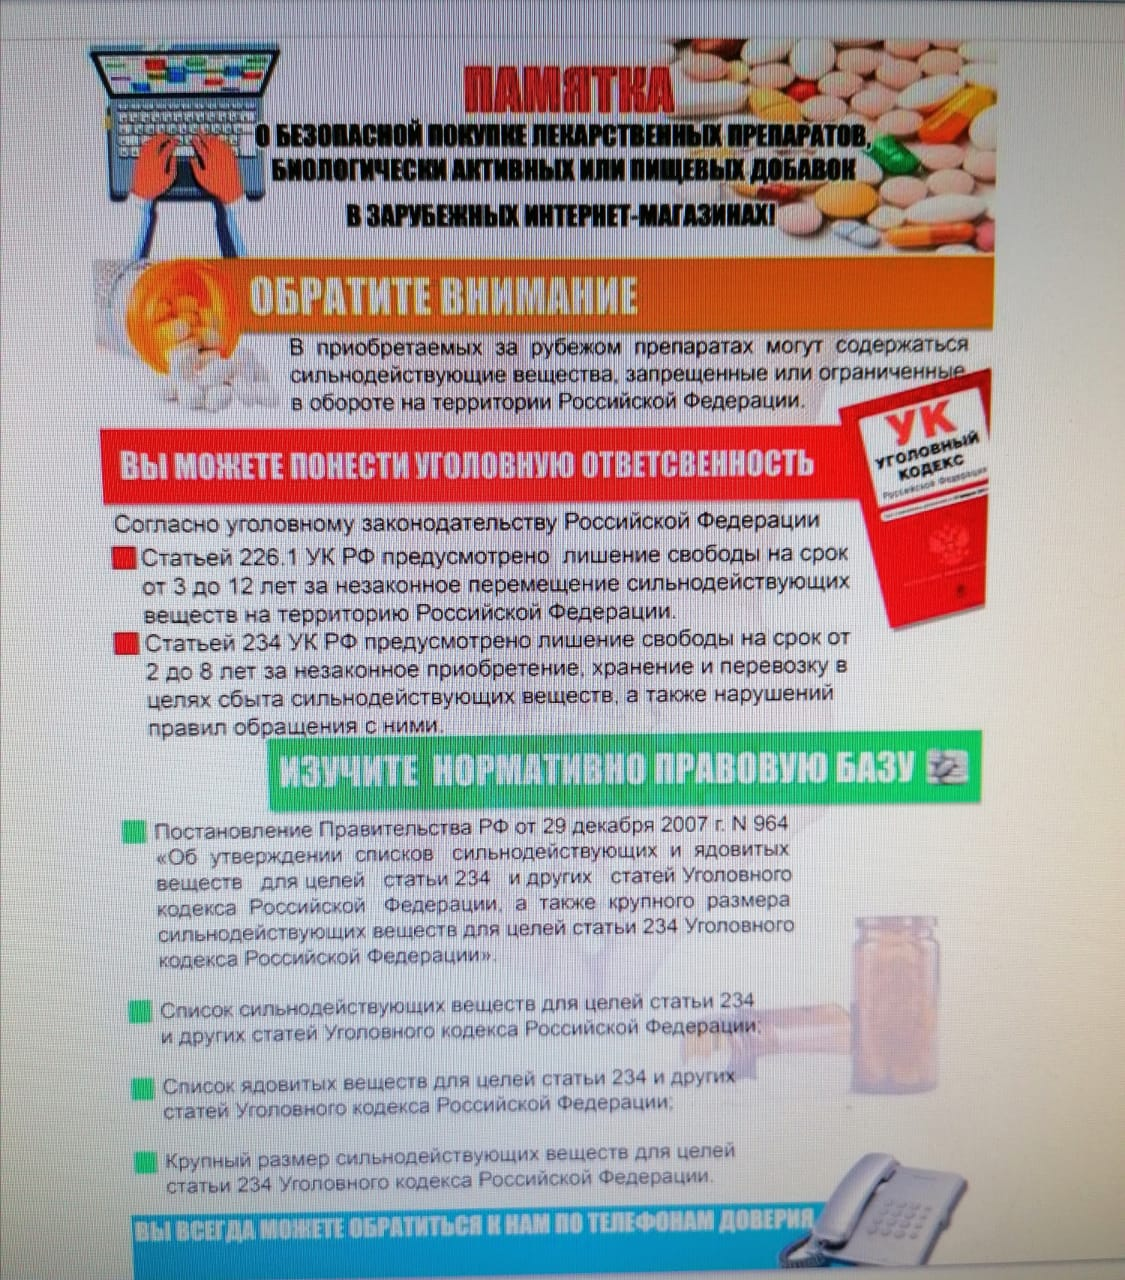 ПАМЯТКА
О БЕЗОПАСНОЙ ПОКУПКЕ ЛЕКАРСТВЕННЫХ ПРЕПАРАТОВ,
БИОЛОГИЧЕСКИ АКТИВНЫХ ИЛИ ПИЩЕВЫХ ДОБАВОК
В ЗАРУБЕЖНЫХ ИНТЕРНЕТ-МАГАЗИНАХ!
ОБРАТИТЕ ВНИМАНИЕ
В приобретаемых за рубежом препаратах могут содержаться
сильнодействующие вещества, запрещенные или ограниченные
в обороте на территории Российской Федерации.
УК
УГОЛОВНЫЙ
КОДЕКС
Российской Федерации
ВЫ МОЖЕТЕ ПОНЕСТИ УГОЛОВНУЮ ОТВЕТСВЕННОСТЬ
Согласно уголовному законодательству Российской Федерации
Статьей 226.1 УК РФ предусмотрено лишение свободы на срок
от 3 до 12 лет за незаконное перемещение сильнодействующих
веществ на территорию Российской Федерации.
Статьей 234 УК РФ предусмотрено лишение свободы на срок от
2 до 8 лет за незаконное приобретение, хранение и перевозку в
целях сбыта сильнодействующих веществ, а также нарушений
правил обращения с ними.
ИЗУЧИТЕ НОРМАТИВНО ПРАВОВУЮ БАЗУ
Постановление Правительства РФ от 29 декабря 2007 г. N 964
«Об утверждении списков сильнодействующих и ядовитых
веществ для целей статьи 234 и других статей Уголовного
кодекса Российской Федерации, а также крупного размера
сильнодействующих веществ для целей статьи 234 Уголовного
кодекса Российской Федерации».
Список сильнодействующих веществ для целей статьи 234
и других статей Уголовного кодекса Российской Федерации;
Список ядовитых веществ для целей статьи 234 и других
статей Уголовного кодекса Российской Федерации;
Крупный размер сильнодействующих веществ для целей
статьи 234 Уголовного кодекса Российской Федерации.
ВЫ ВСЕГДА МОЖЕТЕ ОБРАТИТЬСЯ К НАМ ПО ТЕЛЕФОНАМ ДОВЕРИЯ